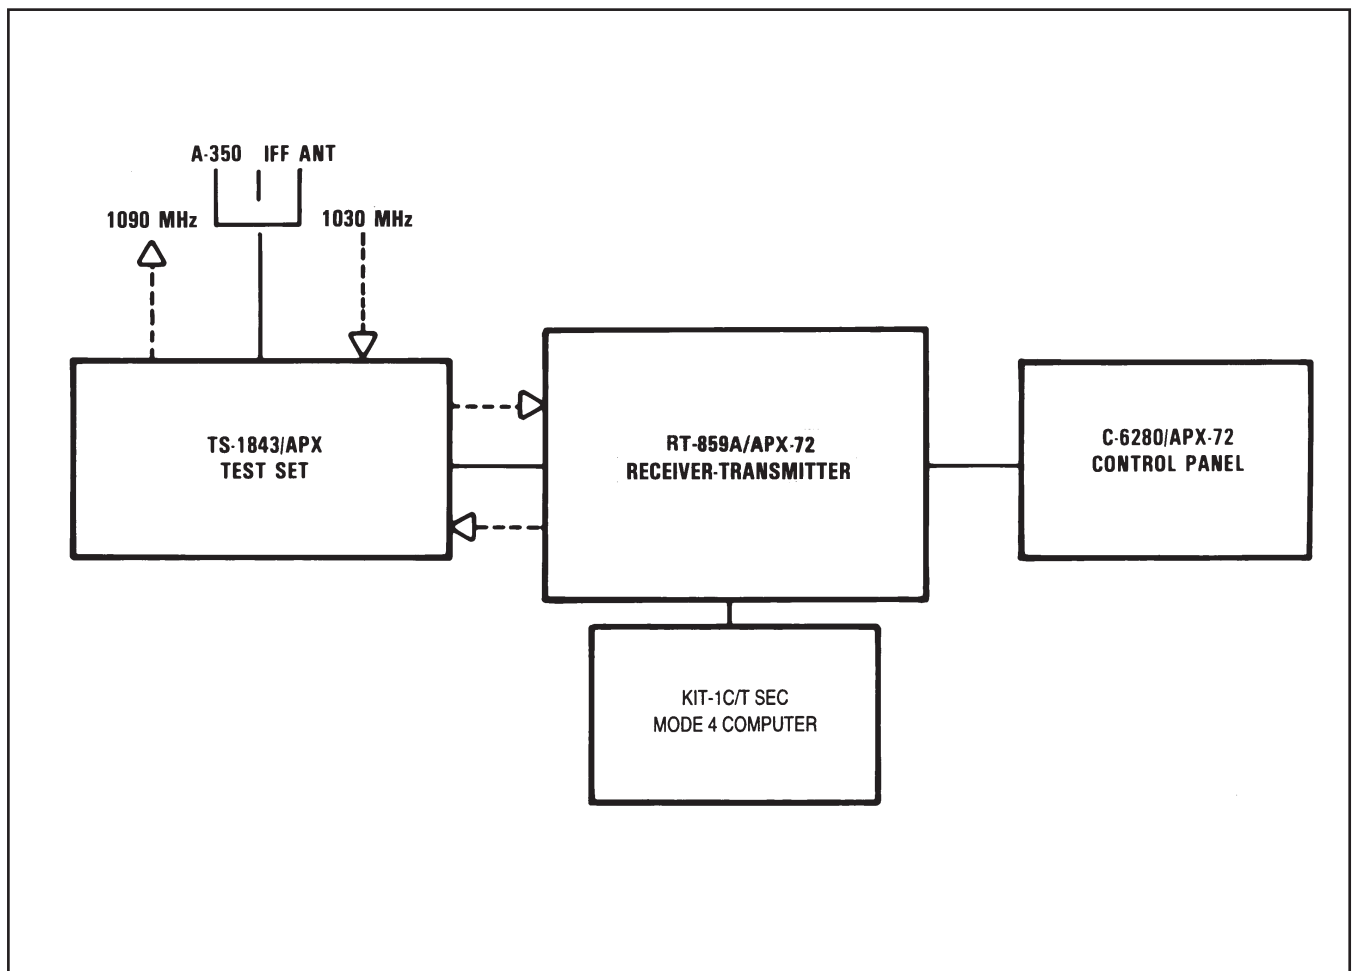 A-350 IFF ANT
1090 MHz
1030 MHz
TS-1843/APX
TEST SET
RT-859A/APX-72
RECEIVER-TRANSMITTER
C-6280/APX-72
CONTROL PANEL
KIT-1C/T SEC
MODE 4 COMPUTER